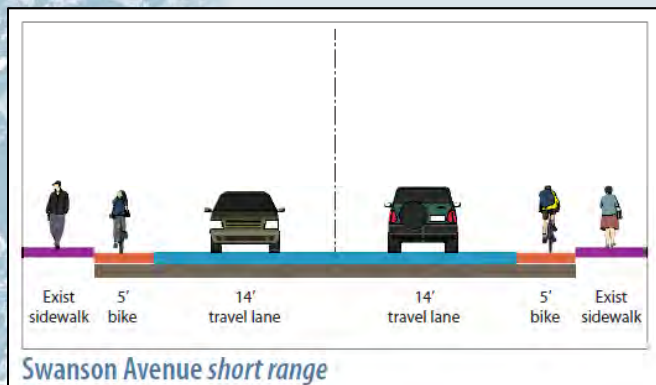 Exist 5' 14' 14' 5' Exist
sidewalk bike travel lane travel lane bike sidewalk
Swanson Avenue short range